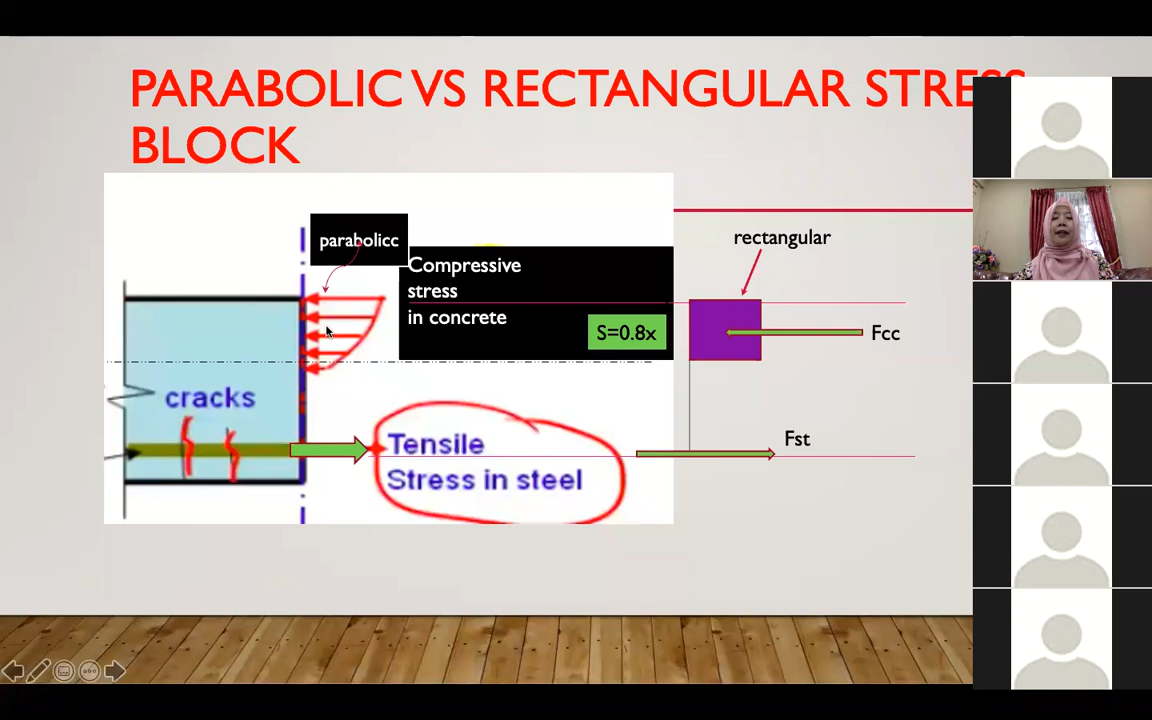 PARABOLIC VS RECTANGULAR STRESS
BLOCK
parabolicc
Compressive
stress
in concrete
S=0.8x
rectangular
Fcc
cracks
Tensile
Stress in steel
Fst